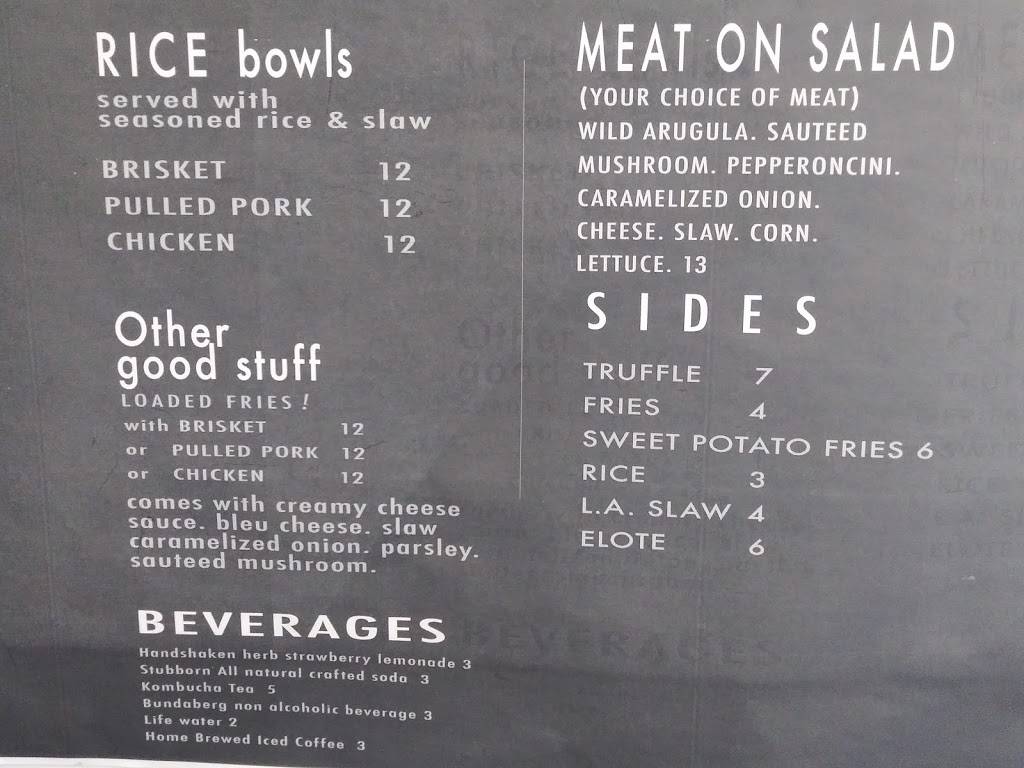 RICE bowls
served with
seasoned rice & slaw
BRISKET 12
PULLED PORK 12
CHICKEN 12
Other
good stuff
LOADED FRIES!
with BRISKET 12
or PULLED PORK 12
or CHICKEN 12
comes with creamy cheese
sauce. bleu cheese. slaw
caramelized onion. parsley.
sauteed mushroom.
BEVERAGES
Handshaken herb strawberry lemonade 3
Stubborn All natural crafted soda 3
Kombucha Tea 5
Bundaberg non alcoholic beverage 3
Life water 2
Home Brewed Iced Coffee 3
MEAT ON SALAD
(YOUR CHOICE OF MEAT)
WILD ARUGULA. SAUTEED
MUSHROOM. PEPPERONCINI.
CARAMELIZED ONION.
CHEESE. SLAW. CORN.
LETTUCE. 13
SIDES
TRUFFLE 7
FRIES 4
SWEET POTATO FRIES 6
RICE 3
L.A. SLAW 4
ELOTE 6